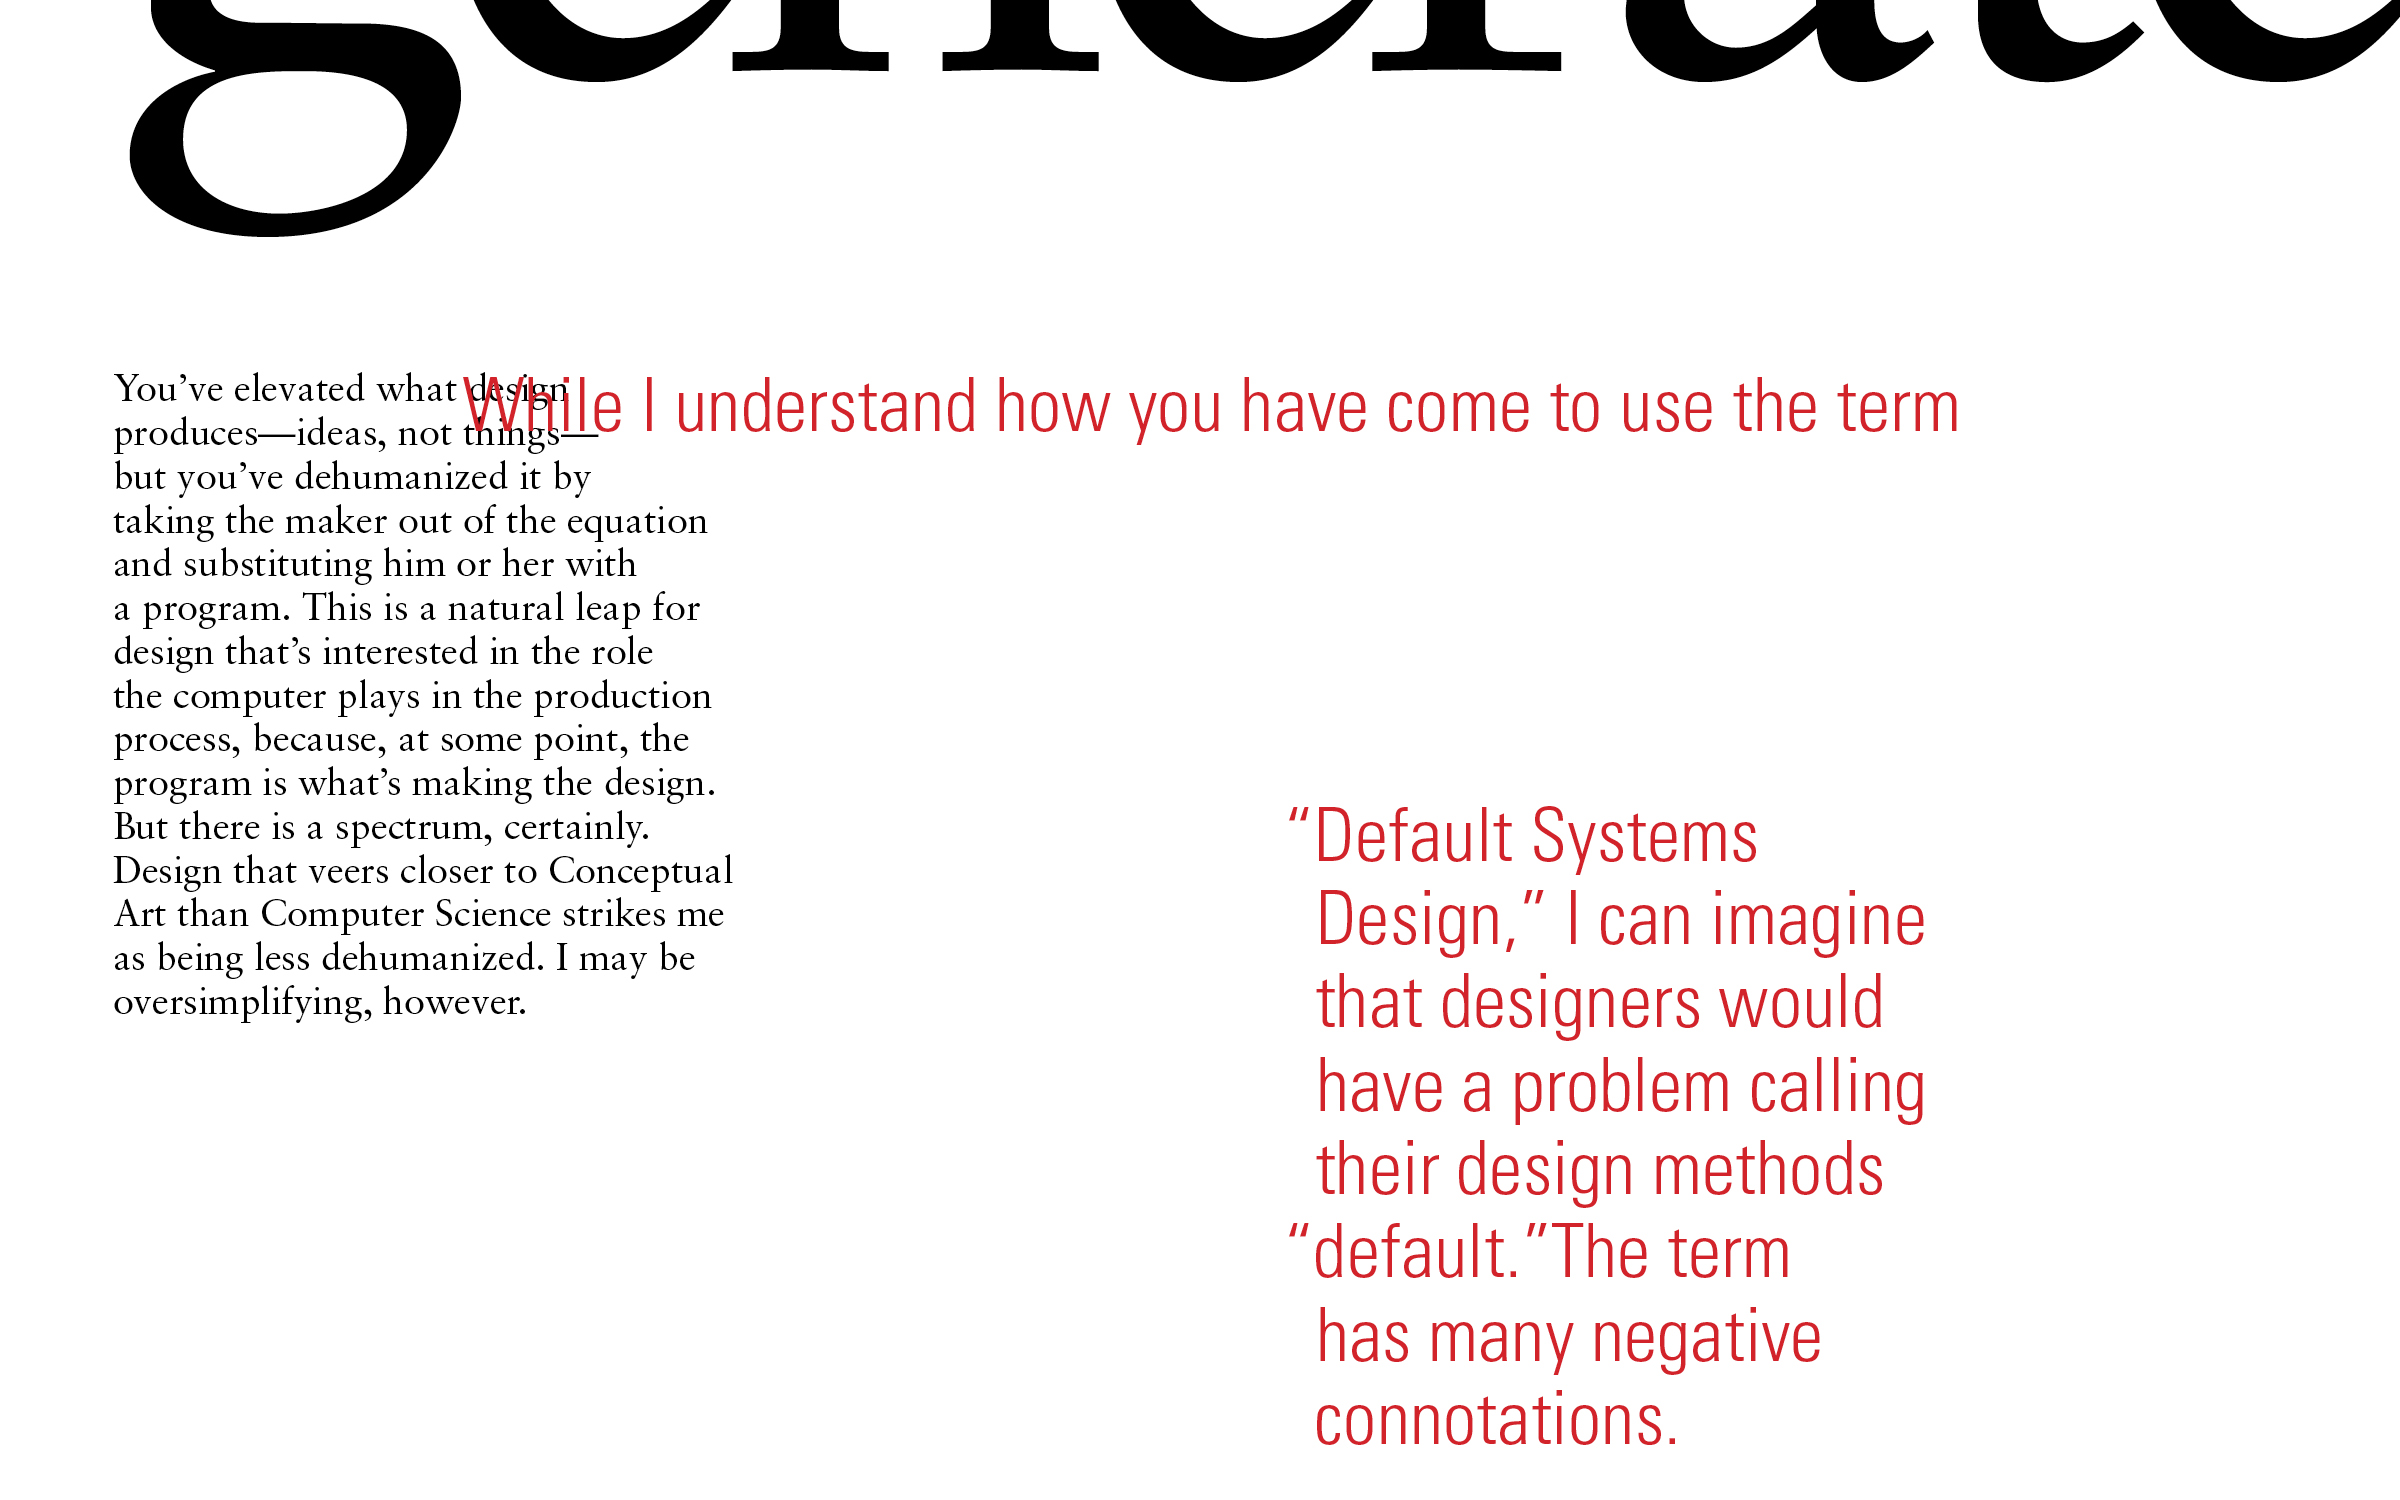 generate
You’ve elevated what design
produces—ideas, not things—
but you’ve dehumanized it by
taking the maker out of the equation
and substituting him or her with
a program. This is a natural leap for
design that’s interested in the role
the computer plays in the production
process, because, at some point, the
program is what’s making the design.
But there is a spectrum, certainly.
Design that veers closer to Conceptual
Art than Computer Science strikes me
as being less dehumanized. I may be
oversimplifying, however.
While I understand how you have come to use the term
“Default Systems
Design,” I can imagine
that designers would
have a problem calling
their design methods
“default.” The term
has many negative
connotations.